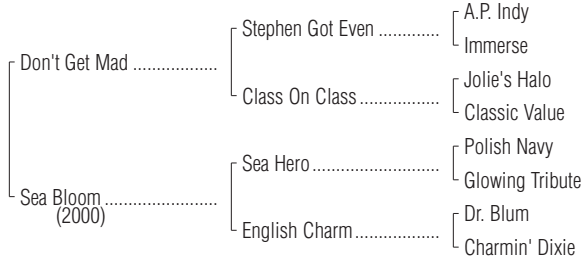 A.P. Indy
Stephen Got Even .............
Immerse
Don't Get Mad ..................
Jolie's Halo
Class On Class .................
Classic Value
Polish Navy
Sea Hero ...........................
Glowing Tribute
Sea Bloom ........................
(2000)
Dr. Blum
English Charm ..................
Charmin' Dixie